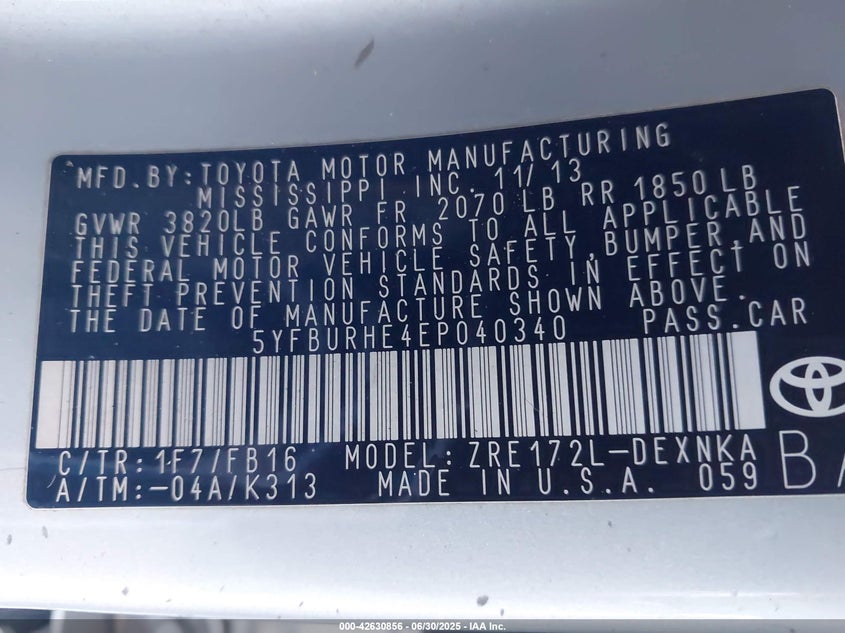 MFD.BY:TOYOTA MOTOR MANUFACTURING
MISSISSIPPI INC. 11/13
GVWR 3820LB GAWR FR 2070 LB RR 1850LB
THIS VEHICLE CONFORMS TO ALL APPLICABLE
FEDERAL MOTOR VEHICLE SAFETY,BUMPER,AND
THEFT PREVENTION STANDARDS IN EFFECT ON
THE DATE OF MANUFACTURE SHOWN ABOVE.
5YFBURHE4EP040340 PASS.CAR
C/TR:1F7/FB16 MODEL:ZRE172L-DEXNKA
A/TM:-04A/K313 MADE IN U.S.A. 059
000-42630856 - 06/30/2025 - IAA Inc.